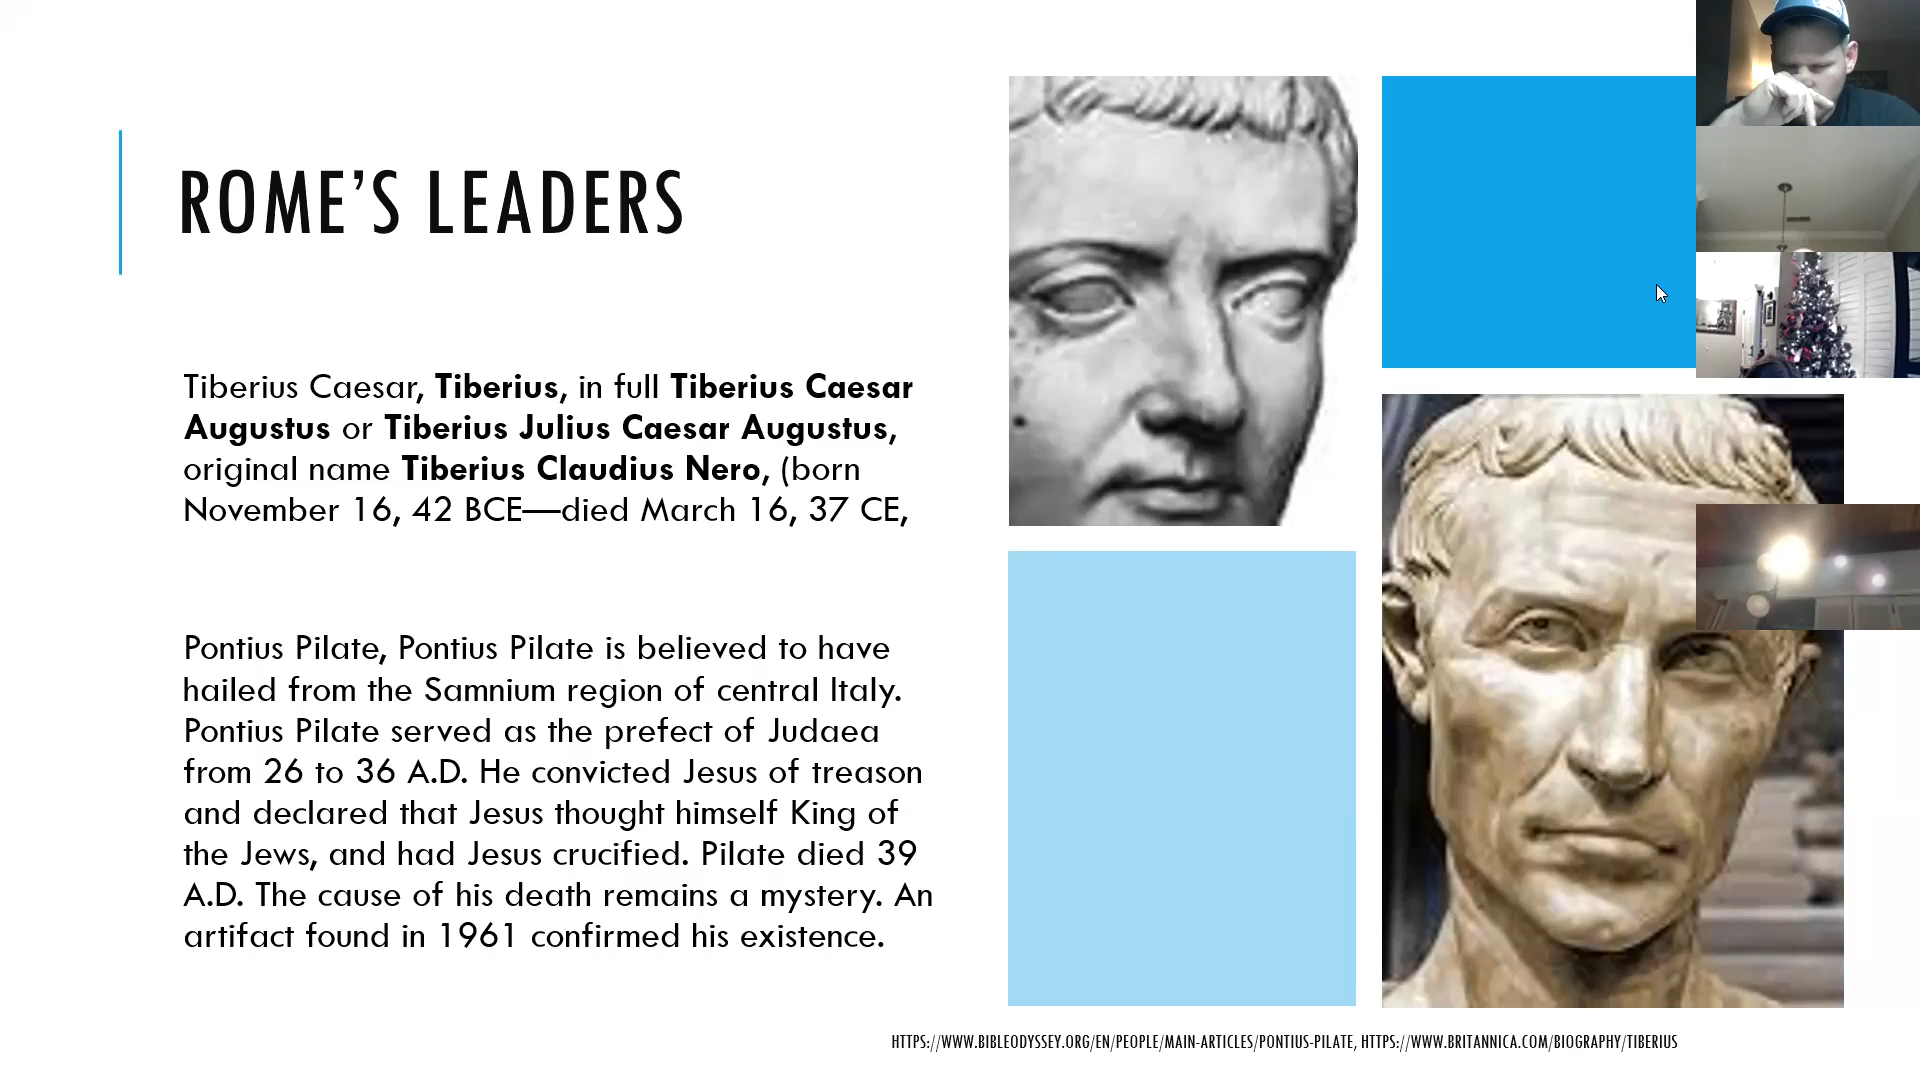 ROME'S LEADERS
Tiberius Caesar, Tiberius, in full Tiberius Caesar
Augustus or Tiberius Julius Caesar Augustus,
original name Tiberius Claudius Nero, (born
November 16, 42 BCE—died March 16, 37 CE,
Pontius Pilate, Pontius Pilate is believed to have
hailed from the Samnium region of central Italy.
Pontius Pilate served as the prefect of Judaea
from 26 to 36 A.D. He convicted Jesus of treason
and declared that Jesus thought himself King of
the Jews, and had Jesus crucified. Pilate died 39
A.D. The cause of his death remains a mystery. An
artifact found in 1961 confirmed his existence.
HTTPS://WWW.BIBLEODYSSEY.ORG/EN/PEOPLE/MAIN-ARTICLES/PONTIUS-PILATE, HTTPS://WWW.BRITANNICA.COM/BIOGRAPHY/TIBERIUS